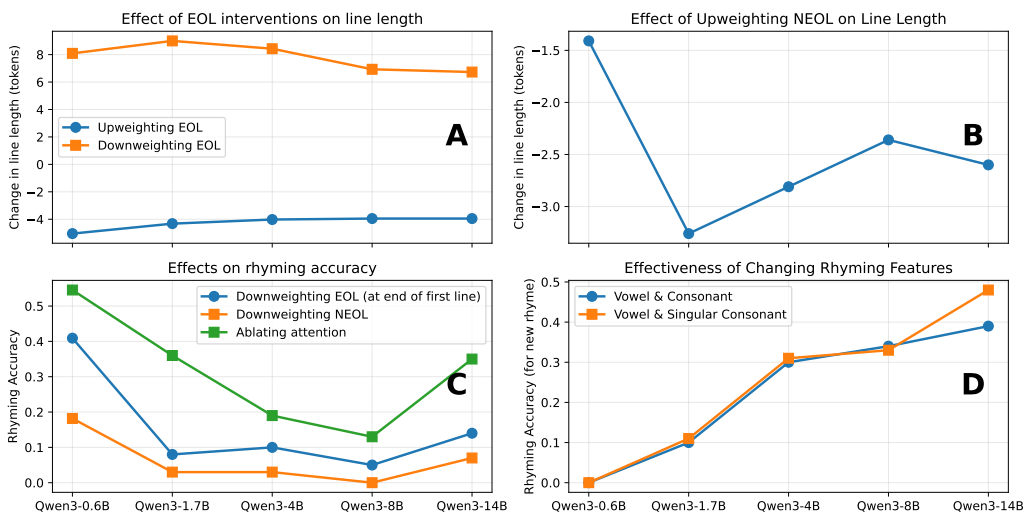 Effect of EOL interventions on line length
Change in line length (tokens)
8
6
4
2
0
−2
−4
Upweighting EOL
Downweighting EOL
A
Effect of Upweighting NEOL on Line Length
Change in line length (tokens)
−1.5
−2.0
−2.5
−3.0
B
Effects on rhyming accuracy
Rhyming Accuracy
0.5
0.4
0.3
0.2
0.1
0.0
Downweighting EOL (at end of first line)
Downweighting NEOL
Ablating attention
C
Qwen3-0.6B Qwen3-1.7B Qwen3-4B Qwen3-8B Qwen3-14B
Effectiveness of Changing Rhyming Features
Rhyming Accuracy (for new rhyme)
0.5
0.4
0.3
0.2
0.1
0.0
Vowel & Consonant
Vowel & Singular Consonant
D
Qwen3-0.6B Qwen3-1.7B Qwen3-4B Qwen3-8B Qwen3-14B